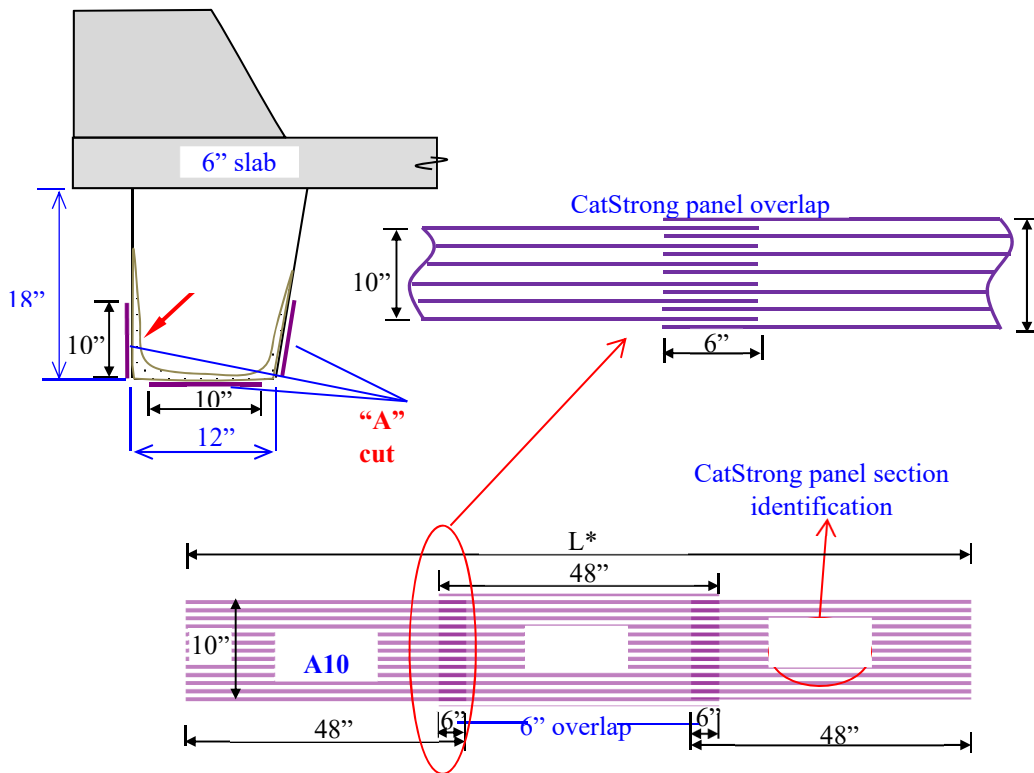 6” slab
CatStrong panel overlap
18”
10”
10”
10”
6”
“A”
cut
12”
CatStrong panel section
identification
L*
48”
10”
A10
6”
6” overlap
6”
48”
48”